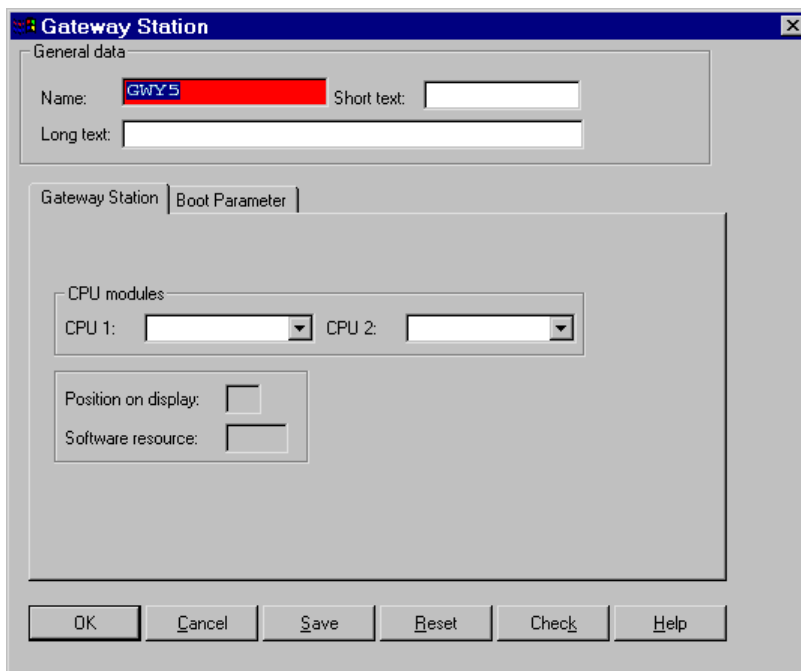 Gateway Station
General data
Name: GWY5 Short text:
Long text:
Gateway Station Boot Parameter
CPU modules
CPU 1: CPU 2:
Position on display:
Software resource:
OK Cancel Save Reset Check Help